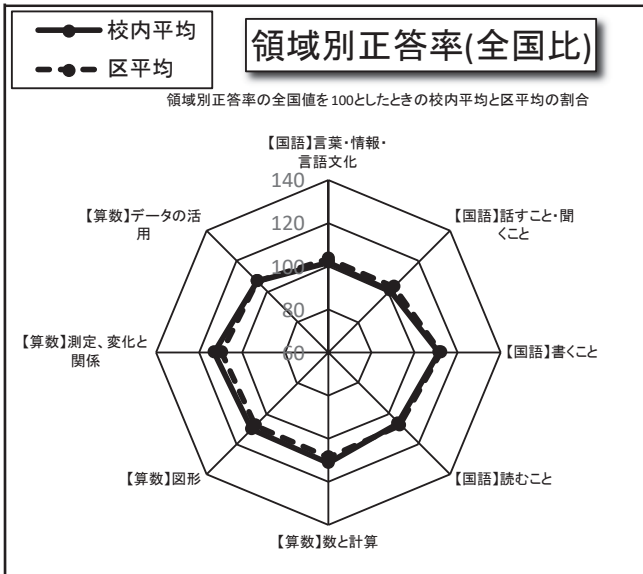 校内平均
区平均
領域別正答率(全国比)
領域別正答率の全国値を100としたときの校内平均と区平均の割合
【国語】言葉・情報・
言語文化
【国語】話すこと・聞
くこと
【国語】書くこと
【国語】読むこと
【算数】数と計算
【算数】図形
【算数】測定、変化と
関係
【算数】データの活
用
140
120
100
80
60